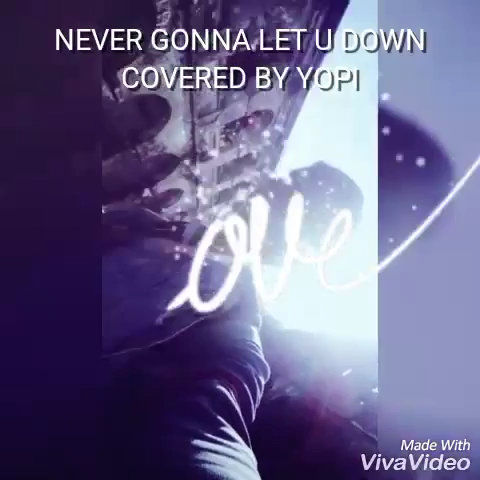 NEVER GONNA LET U DOWN
COVERED BY YOPI
ove
Made With
VivaVideo